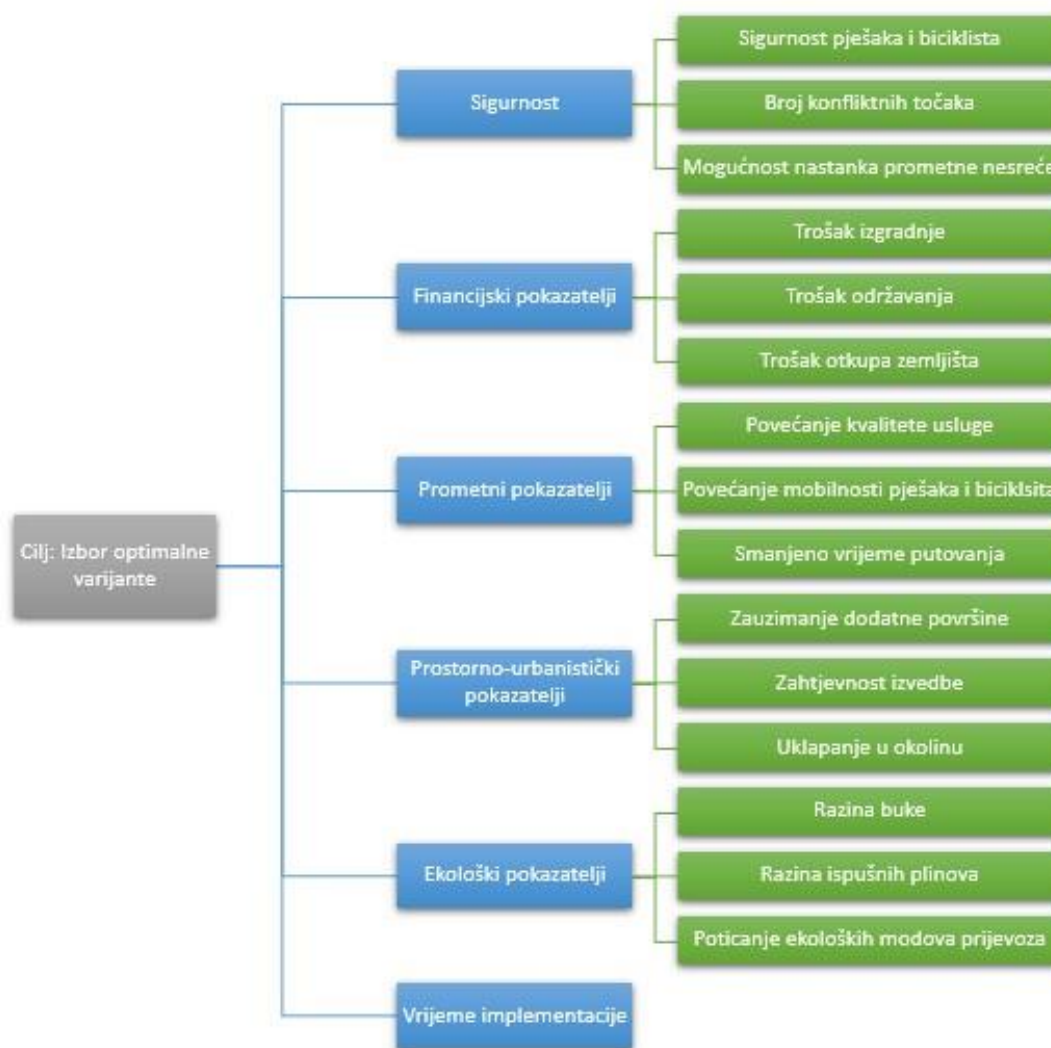 Cilj: Izbor optimalne
varijante
Sigurnost
Sigurnost pješaka i biciklista
Broj konfliktnih točaka
Mogućnost nastanka prometne nesreće
Financijski pokazatelji
Trošak izgradnje
Trošak održavanja
Trošak otkupa zemljišta
Prometni pokazatelji
Povećanje kvalitete usluge
Povećanje mobilnosti pješaka i biciklsita
Smanjeno vrijeme putovanja
Prostorno-urbanistički
pokazatelji
Zauzimanje dodatne površine
Zahtjevnost izvedbe
Uklapanje u okolinu
Ekološki pokazatelji
Razina buke
Razina ispušnih plinova
Poticanje ekoloških modova prijevoza
Vrijeme implementacije